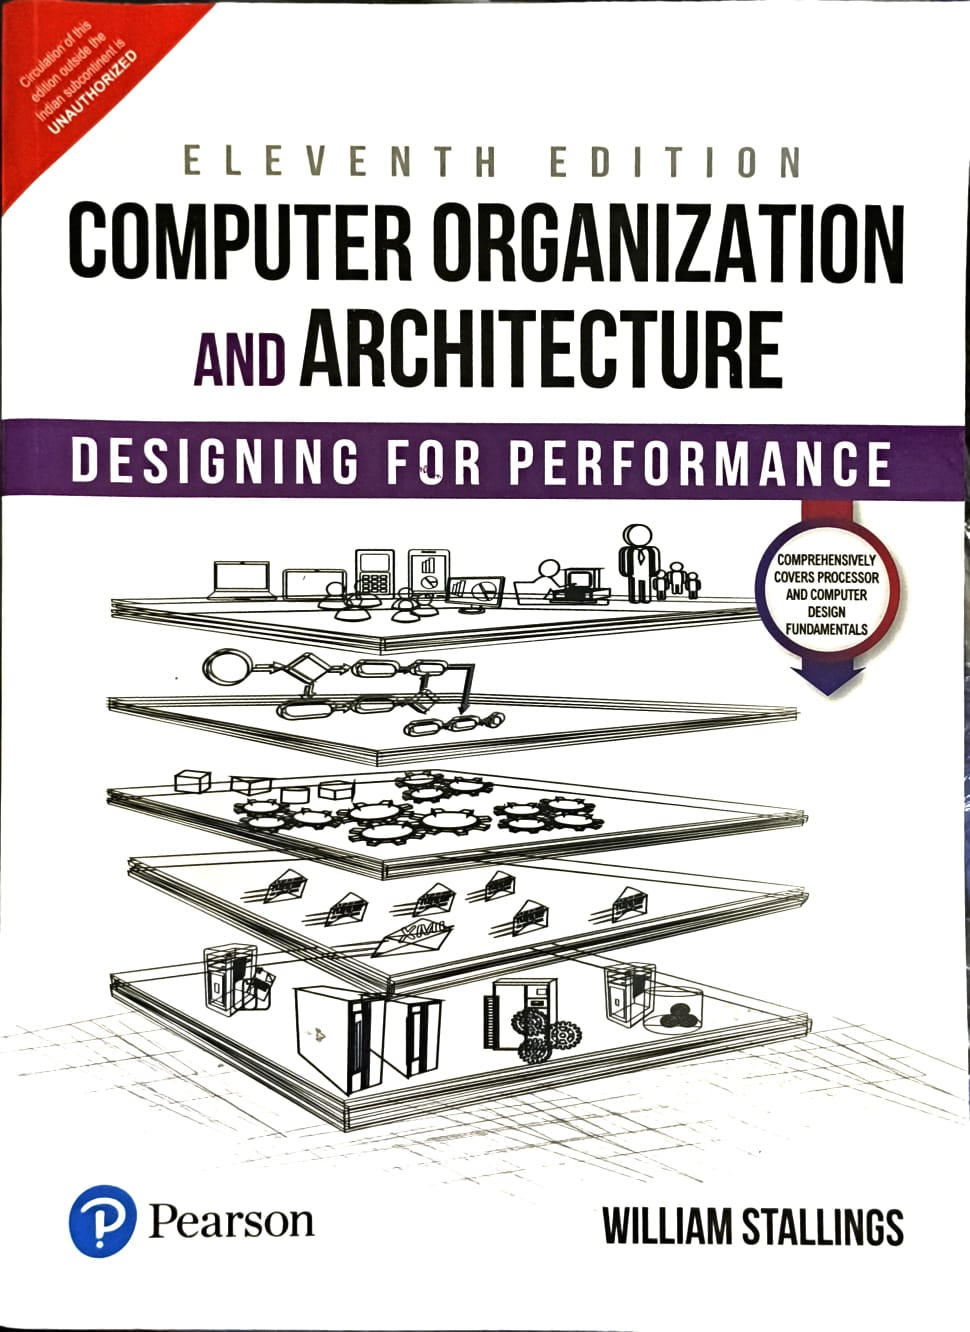 Circulation of this
edition outside the
Indian subcontinent is
UNAUTHORIZED
ELEVENTH EDITION
COMPUTER ORGANIZATION
AND ARCHITECTURE
DESIGNING FOR PERFORMANCE
COMPREHENSIVELY
COVERS PROCESSOR
AND COMPUTER
DESIGN
FUNDAMENTALS
XML
P Pearson
WILLIAM STALLINGS